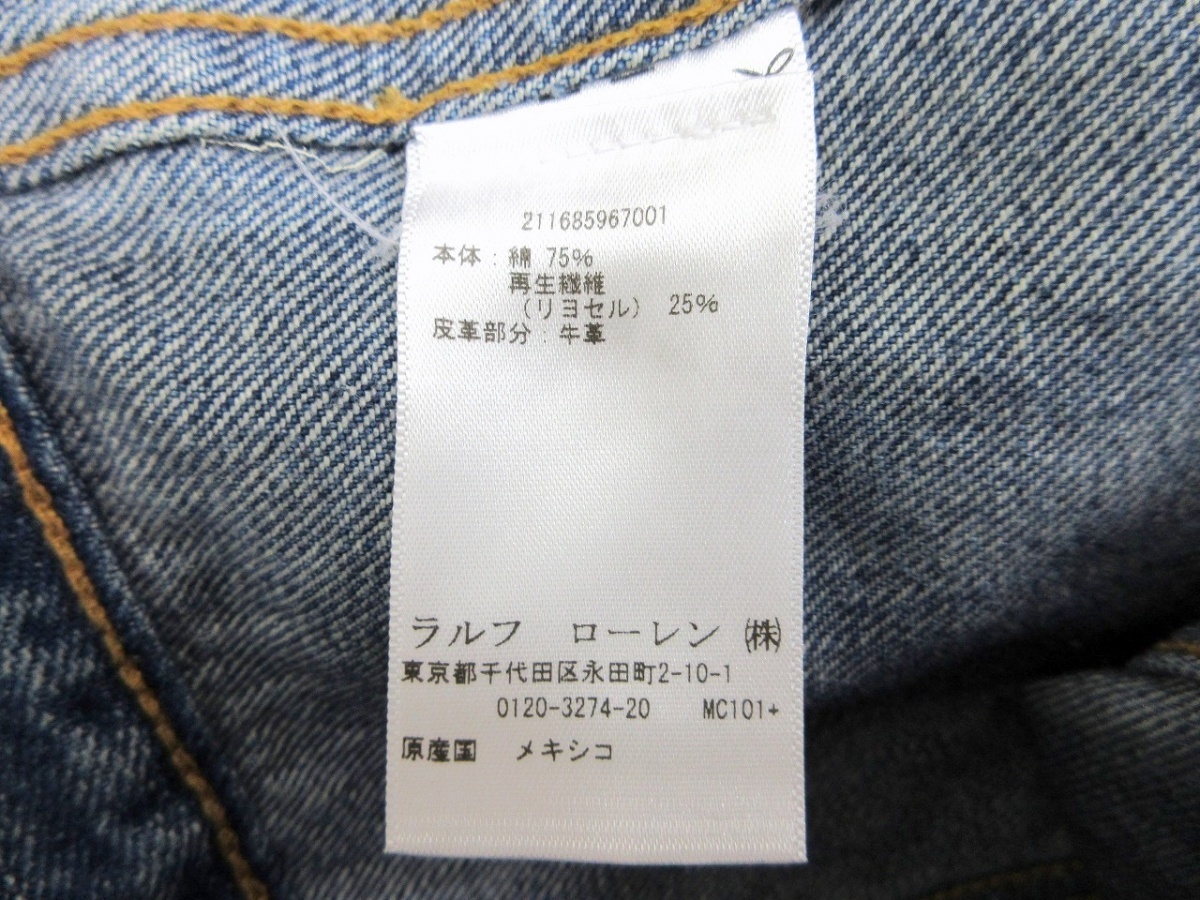 211685967001
本体：綿 75%
再生繊維
（リヨセル） 25%
皮革部分：牛革
ラルフ ローレン ㈱
東京都千代田区永田町2-10-1
0120-3274-20 MC101+
原産国 メキシコ